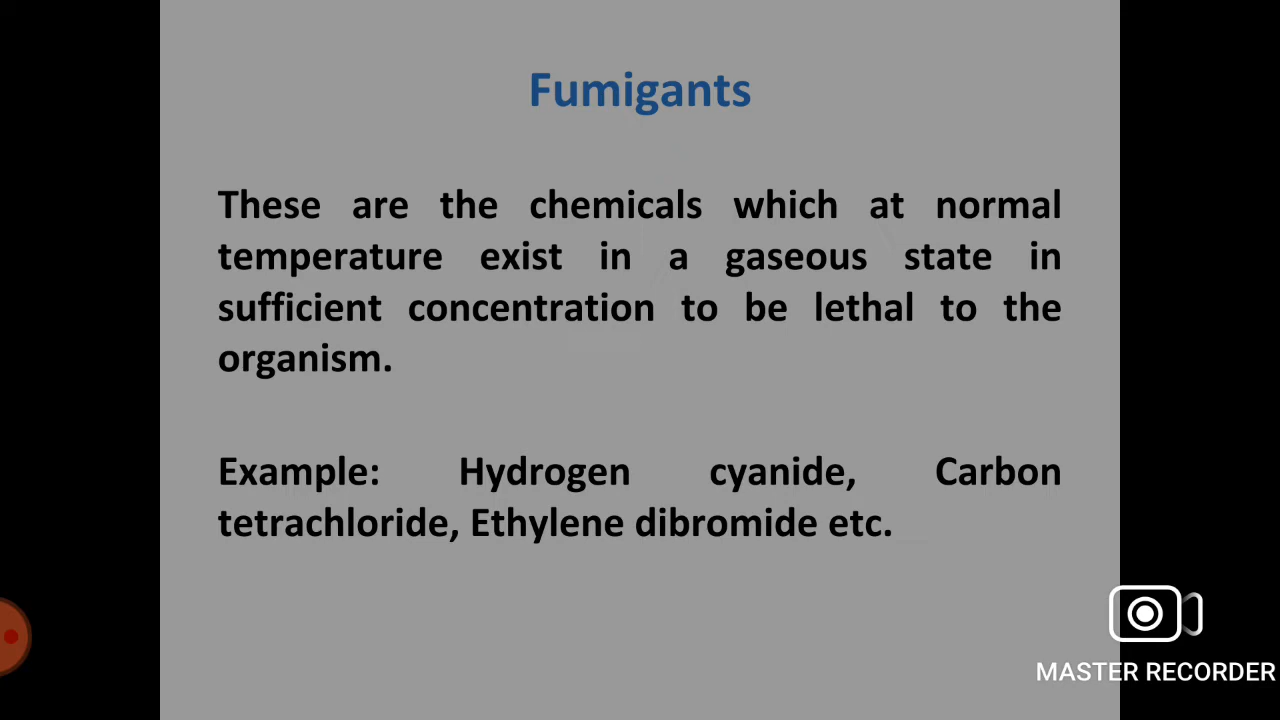 Fumigants
These are the chemicals which at normal
temperature exist in a gaseous state in
sufficient concentration to be lethal to the
organism.
Example: Hydrogen cyanide, Carbon
tetrachloride, Ethylene dibromide etc.
MASTER RECORDER